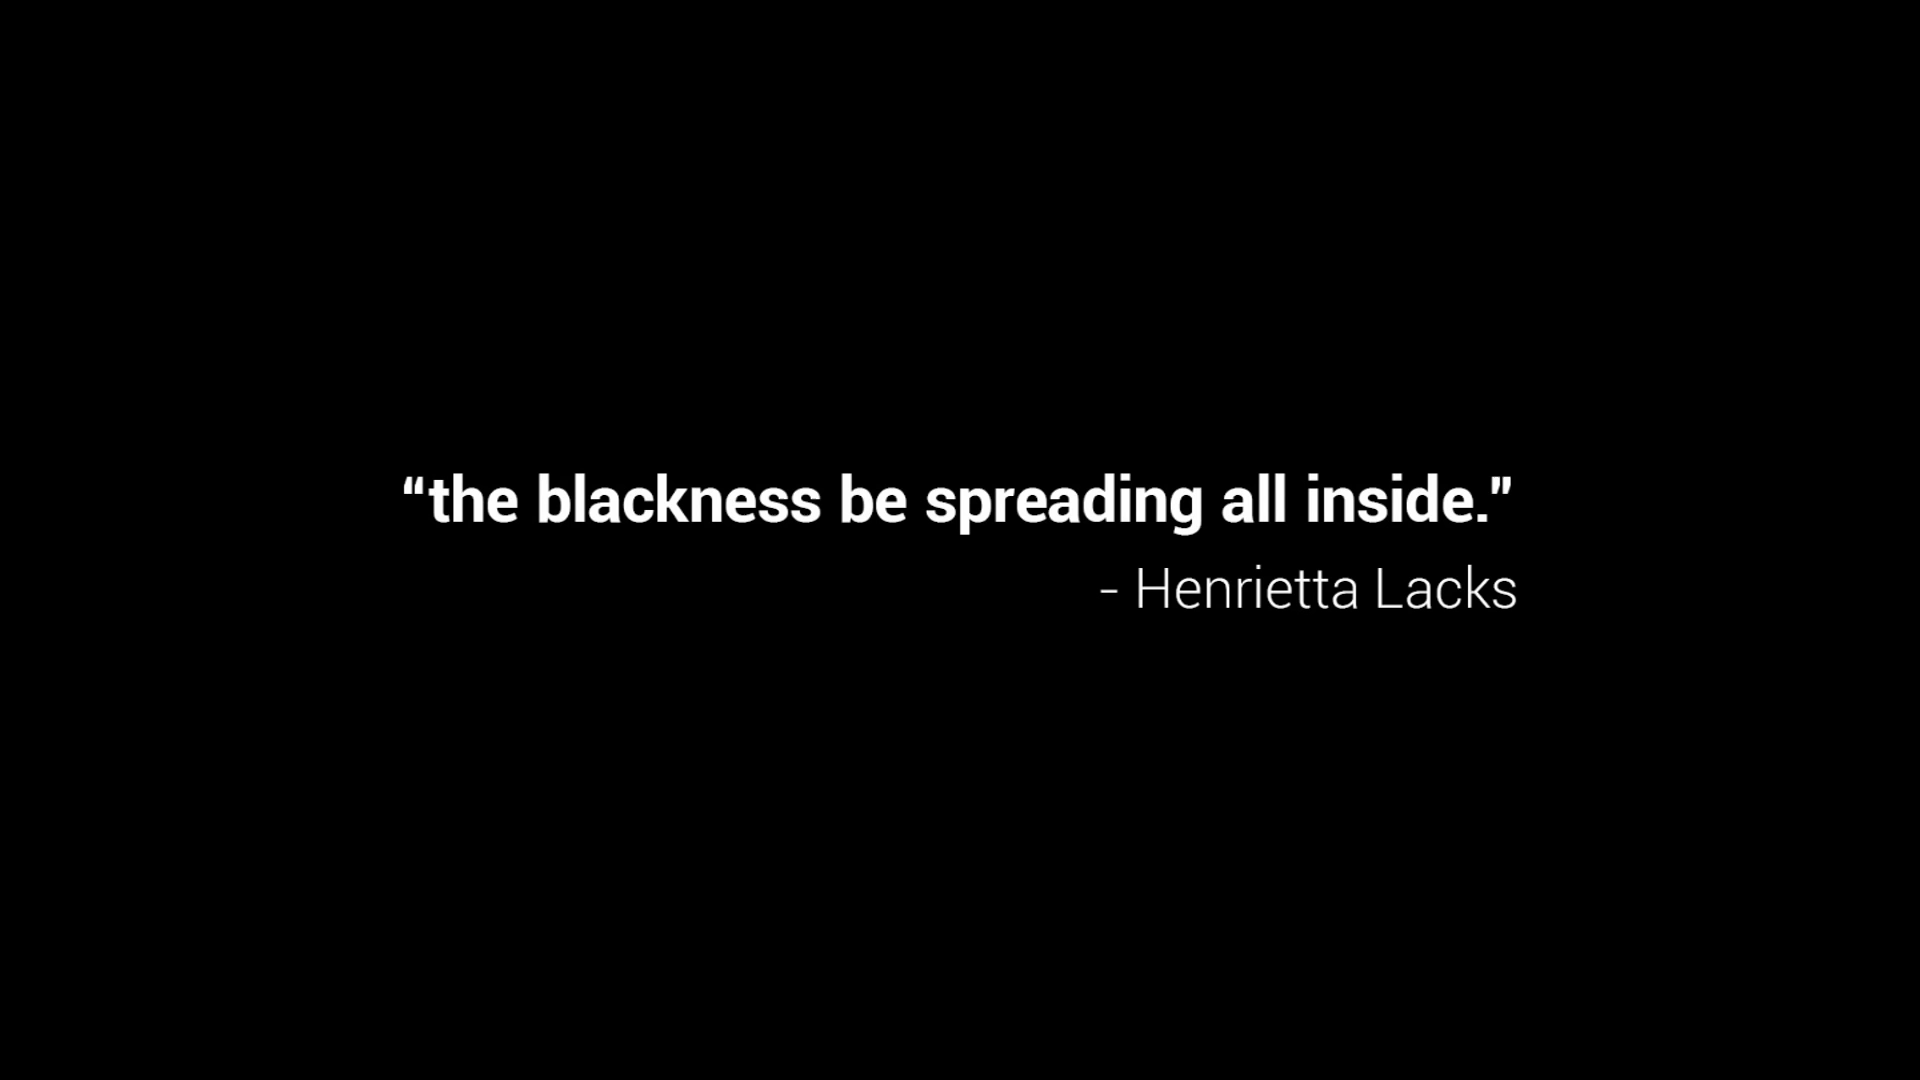 “the blackness be spreading all inside.”
- Henrietta Lacks